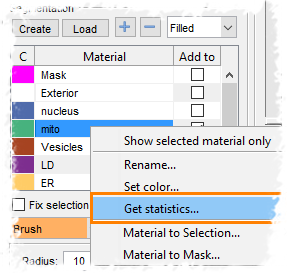 Create Load Filled
C Material Add to
Mask
Exterior
nucleus
mito
Vesicles
LD
ER
Show selected material only
Rename...
Set color...
Get statistics...
Material to Selection...
Material to Mask...
Fix selection
Brush
Radius: 10